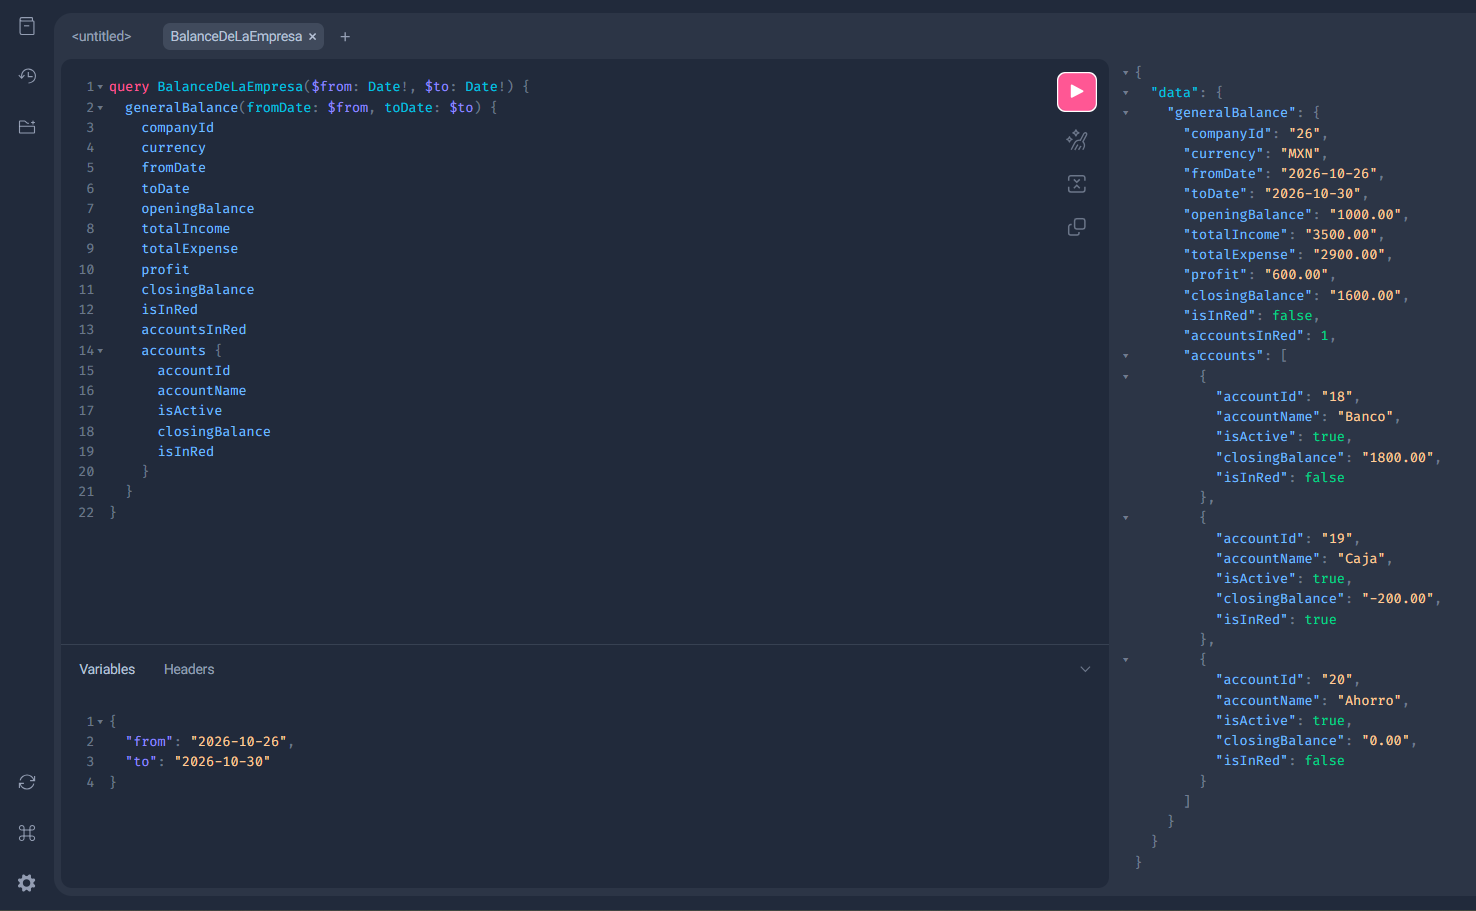 <untitled>
BalanceDeLaEmpresa × +
1 query BalanceDeLaEmpresa($from: Date!, $to: Date!) {
2 generalBalance(fromDate: $from, toDate: $to) {
3 companyId
4 currency
5 fromDate
6 toDate
7 openingBalance
8 totalIncome
9 totalExpense
10 profit
11 closingBalance
12 isInRed
13 accountsInRed
14 accounts {
15 accountId
16 accountName
17 isActive
18 closingBalance
19 isInRed
20 }
21 }
22 }
Variables Headers
1 {
2 "from": "2026-10-26",
3 "to": "2026-10-30"
4 }
{
"data": {
"generalBalance": {
"companyId": "26",
"currency": "MXN",
"fromDate": "2026-10-26",
"toDate": "2026-10-30",
"openingBalance": "1000.00",
"totalIncome": "3500.00",
"totalExpense": "2900.00",
"profit": "600.00",
"closingBalance": "1600.00",
"isInRed": false,
"accountsInRed": 1,
"accounts": [
{
"accountId": "18",
"accountName": "Banco",
"isActive": true,
"closingBalance": "1800.00",
"isInRed": false
},
{
"accountId": "19",
"accountName": "Caja",
"isActive": true,
"closingBalance": "-200.00",
"isInRed": true
},
{
"accountId": "20",
"accountName": "Ahorro",
"isActive": true,
"closingBalance": "0.00",
"isInRed": false
}
]
}
}
}